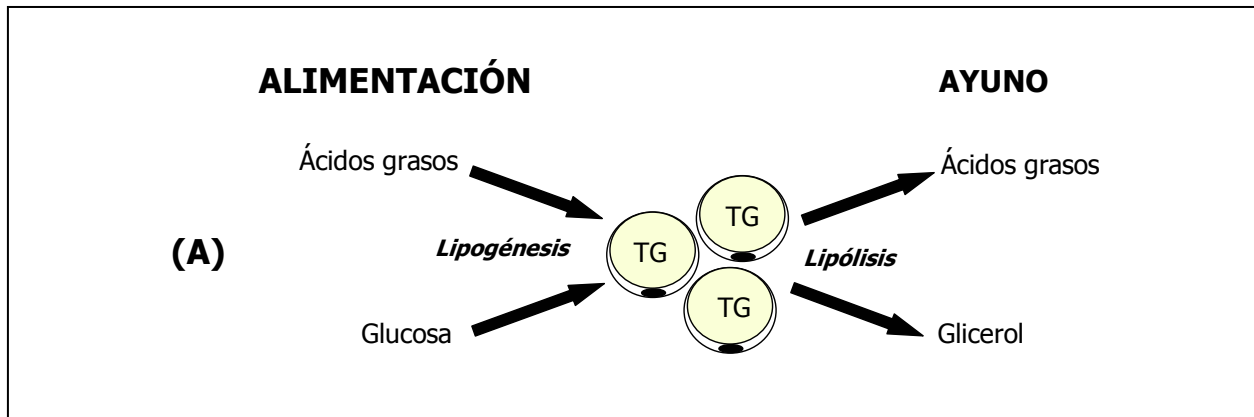 ALIMENTACIÓN
AYUNO
Ácidos grasos
Ácidos grasos
TG
(A)
Lipogénesis
TG
Lipólisis
TG
Glucosa
Glicerol